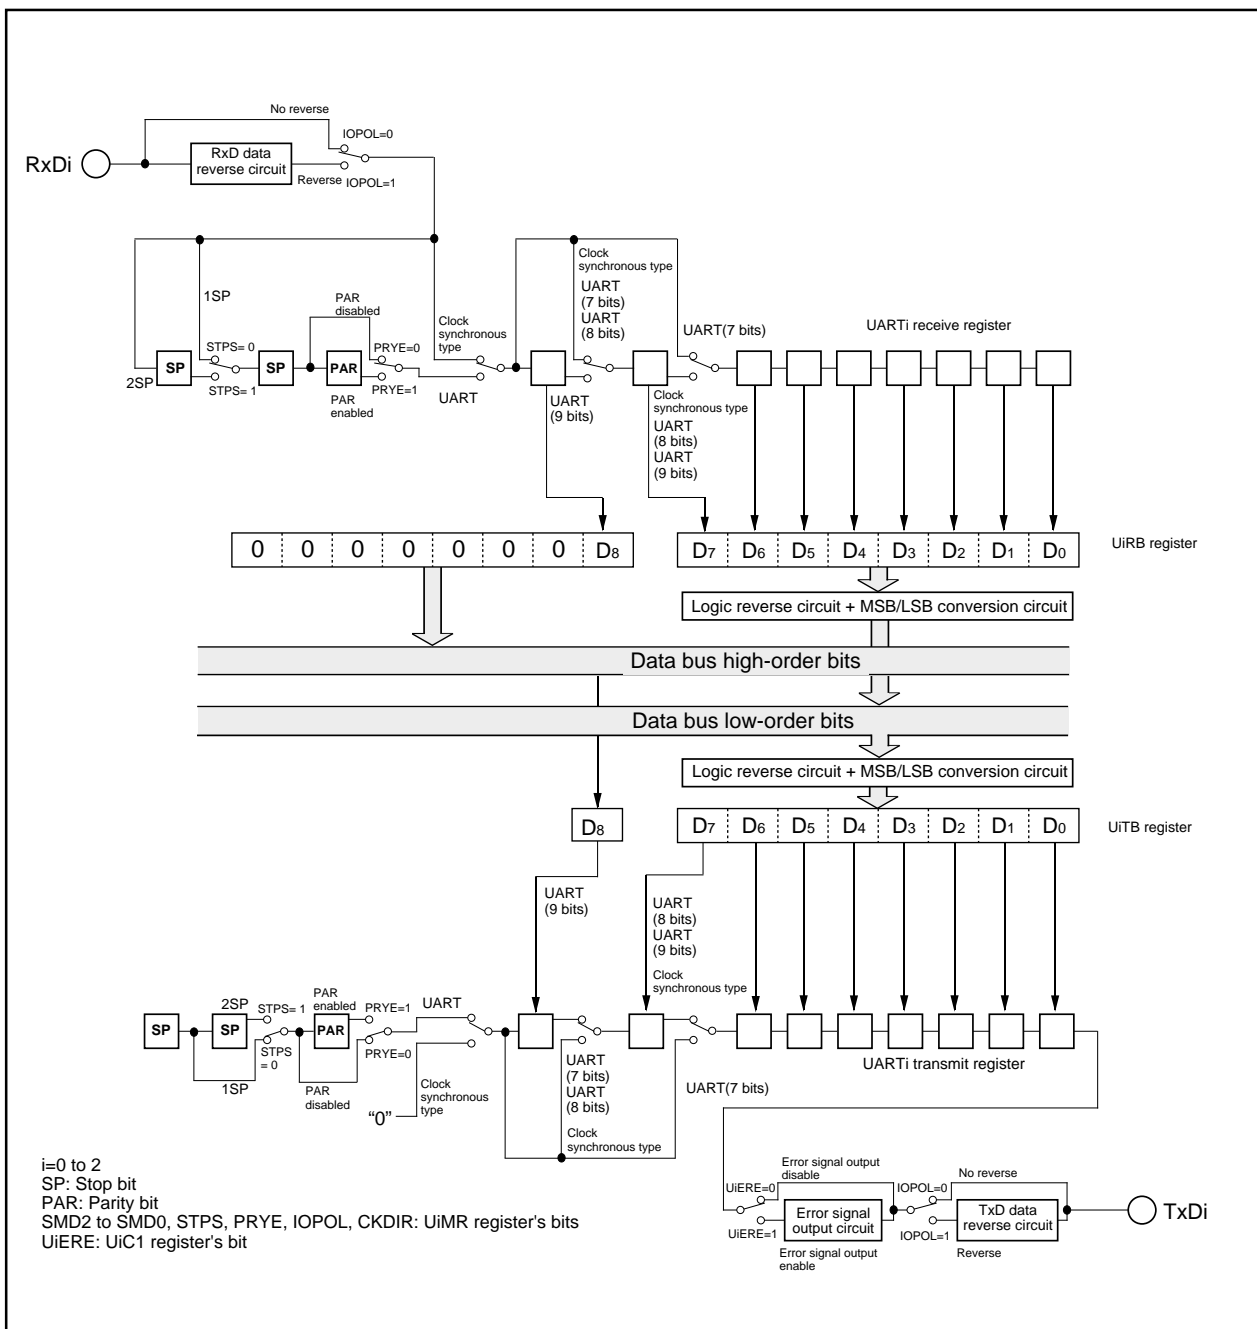 No reverse
IOPOL=0
RxDi
RxD data
reverse circuit
Reverse
IOPOL=1
Clock
synchronous type
1SP
PAR
disabled
UART
(7 bits)
UART
(8 bits)
Clock
synchronous
type
UART(7 bits)
UARTi receive register
STPS= 0
PRYE=0
SP
SP
PAR
2SP
STPS= 1
PRYE=1
PAR
enabled
UART
UART
(9 bits)
Clock
synchronous type
UART
(8 bits)
UART
(9 bits)
0 0 0 0 0 0 0 D8
D7 D6 D5 D4 D3 D2 D1 D0
UiRB register
Logic reverse circuit + MSB/LSB conversion circuit
Data bus high-order bits
Data bus low-order bits
Logic reverse circuit + MSB/LSB conversion circuit
D8
D7 D6 D5 D4 D3 D2 D1 D0
UiTB register
UART
(9 bits)
UART
(8 bits)
UART
(9 bits)
Clock synchronous type
2SP
STPS= 1
PAR
enabled
PRYE=1
UART
SP
SP
PAR
STPS
= 0
PRYE=0
1SP
PAR
disabled
Clock
synchronous
type
“0”
UART
(7 bits)
UART
(8 bits)
Clock
synchronous type
UART(7 bits)
UARTi transmit register
i=0 to 2
SP: Stop bit
PAR: Parity bit
SMD2 to SMD0, STPS, PRYE, IOPOL, CKDIR: UiMR register's bits
UiERE: UiC1 register's bit
Error signal output
disable
UiERE=0
IOPOL=0
No reverse
Error signal
output circuit
TxD data
reverse circuit
TxDi
UiERE=1
IOPOL=1
Error signal output
enable
Reverse